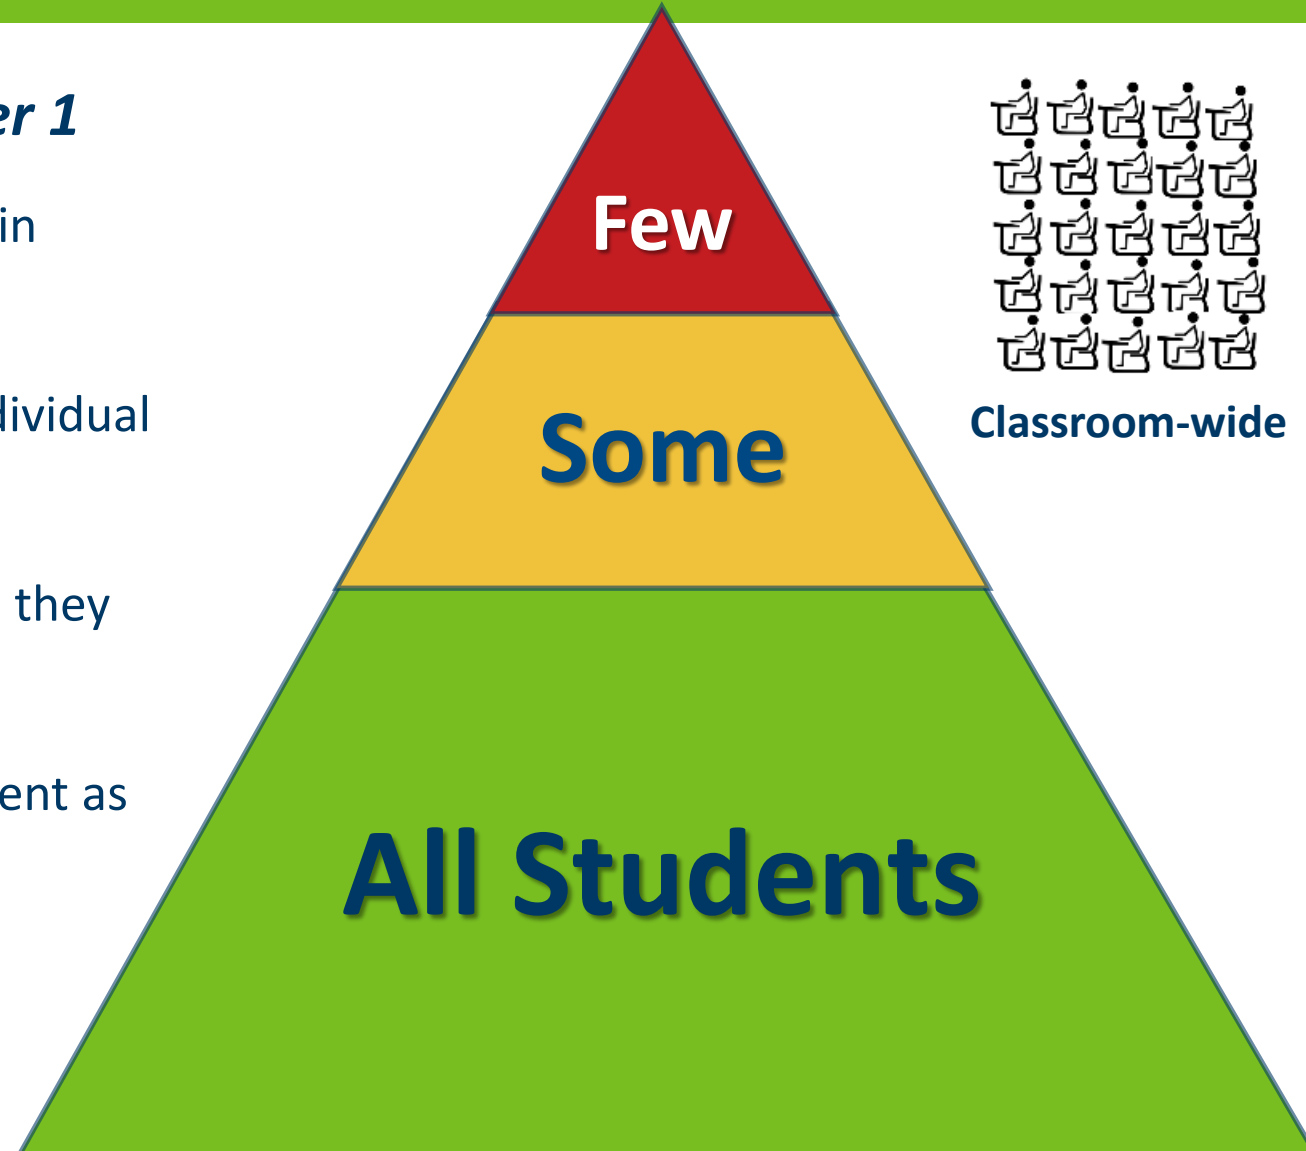 er 1
in
dividual
they
ent as
Few
Some
All Students
Classroom-wide